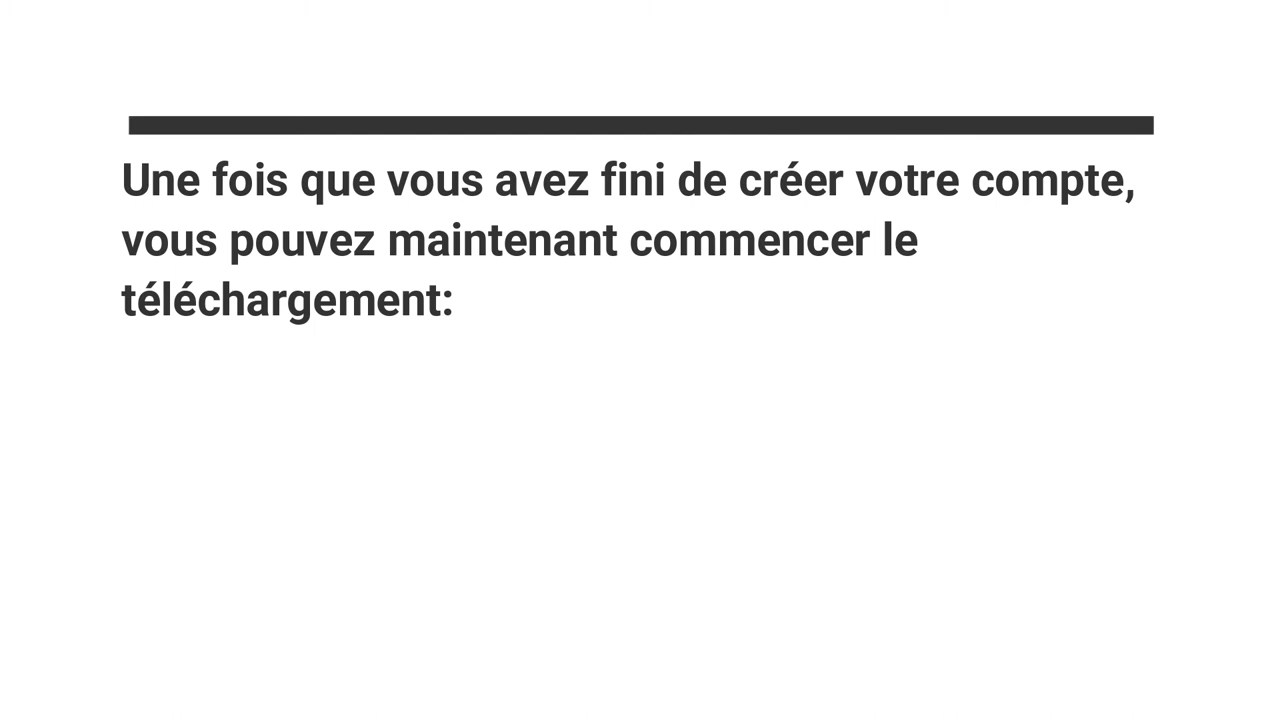 Une fois que vous avez fini de créer votre compte,
vous pouvez maintenant commencer le
téléchargement: